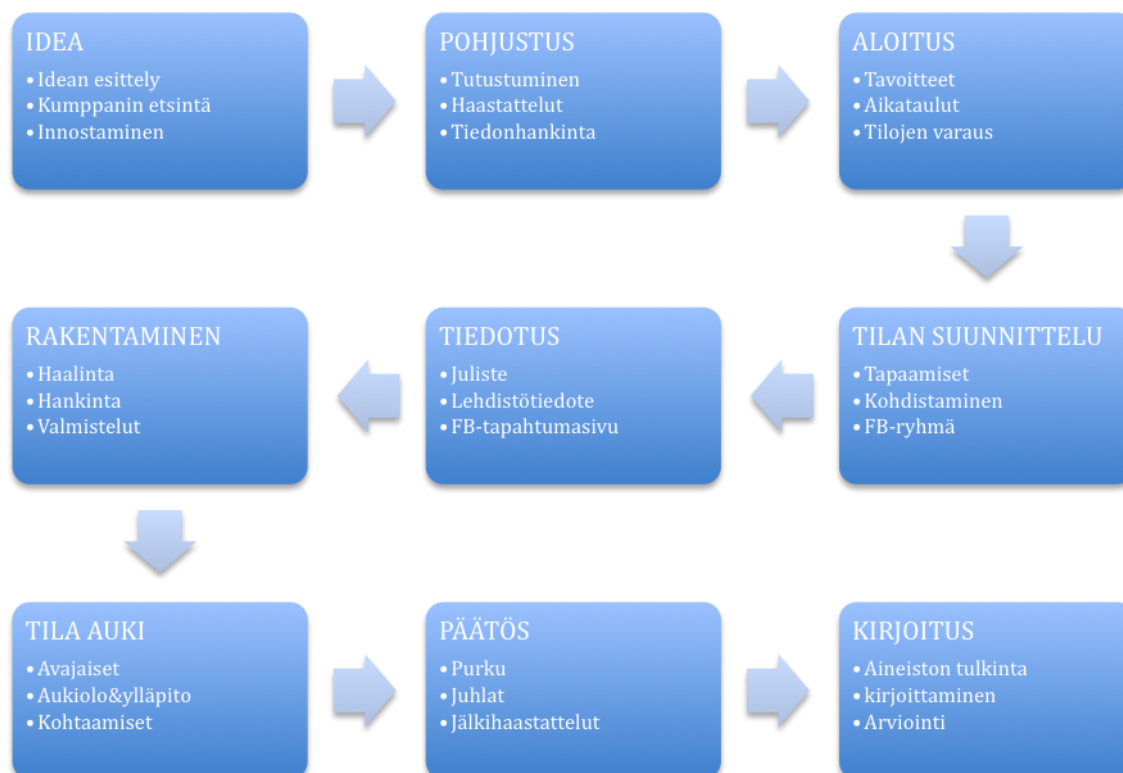 IDEA
• Idean esittely
• Kumppanin etsintä
• Innostaminen
POHJUSTUS
• Tutustuminen
• Haastattelut
• Tiedonhankinta
ALOITUS
• Tavoitteet
• Aikataulut
• Tilojen varaus
TILAN SUUNNITTELU
• Tapaamiset
• Kohdistaminen
• FB-ryhmä
TIEDOTUS
• Juliste
• Lehdistötiedote
• FB-tapahtumasivu
RAKENTAMINEN
• Haalinta
• Hankinta
• Valmistelut
TILA AUKI
• Avajaiset
• Aukiolo&ylläpito
• Kohtaamiset
PÄÄTÖS
• Purku
• Juhlat
• Jälkihaastattelut
KIRJOITUS
• Aineiston tulkinta
• kirjoittaminen
• Arviointi